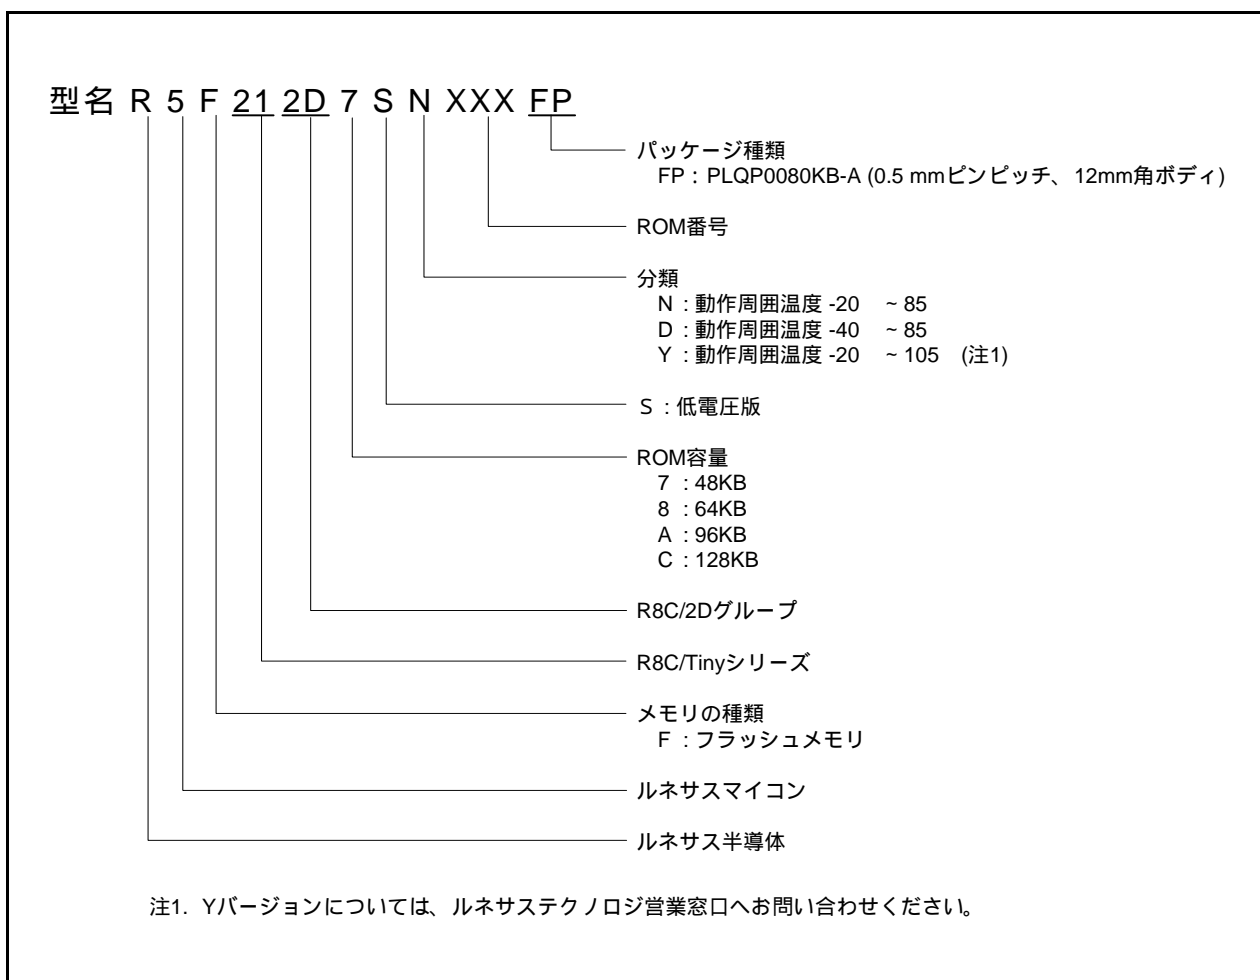 型名 R 5 F 21 2D 7 S N XXX FP
パッケージ種類
FP : PLQP0080KB-A (0.5 mmピンピッチ、12mm角ボディ)
ROM番号
分類
N : 動作周囲温度 -20 ~ 85
D : 動作周囲温度 -40 ~ 85
Y : 動作周囲温度 -20 ~ 105 (注1)
S : 低電圧版
ROM容量
7 : 48KB
8 : 64KB
A : 96KB
C : 128KB
R8C/2Dグループ
R8C/Tinyシリーズ
メモリの種類
F : フラッシュメモリ
ルネサスマイコン
ルネサス半導体
注1. Yバージョンについては、ルネサステクノロジ営業窓口へお問い合わせください。